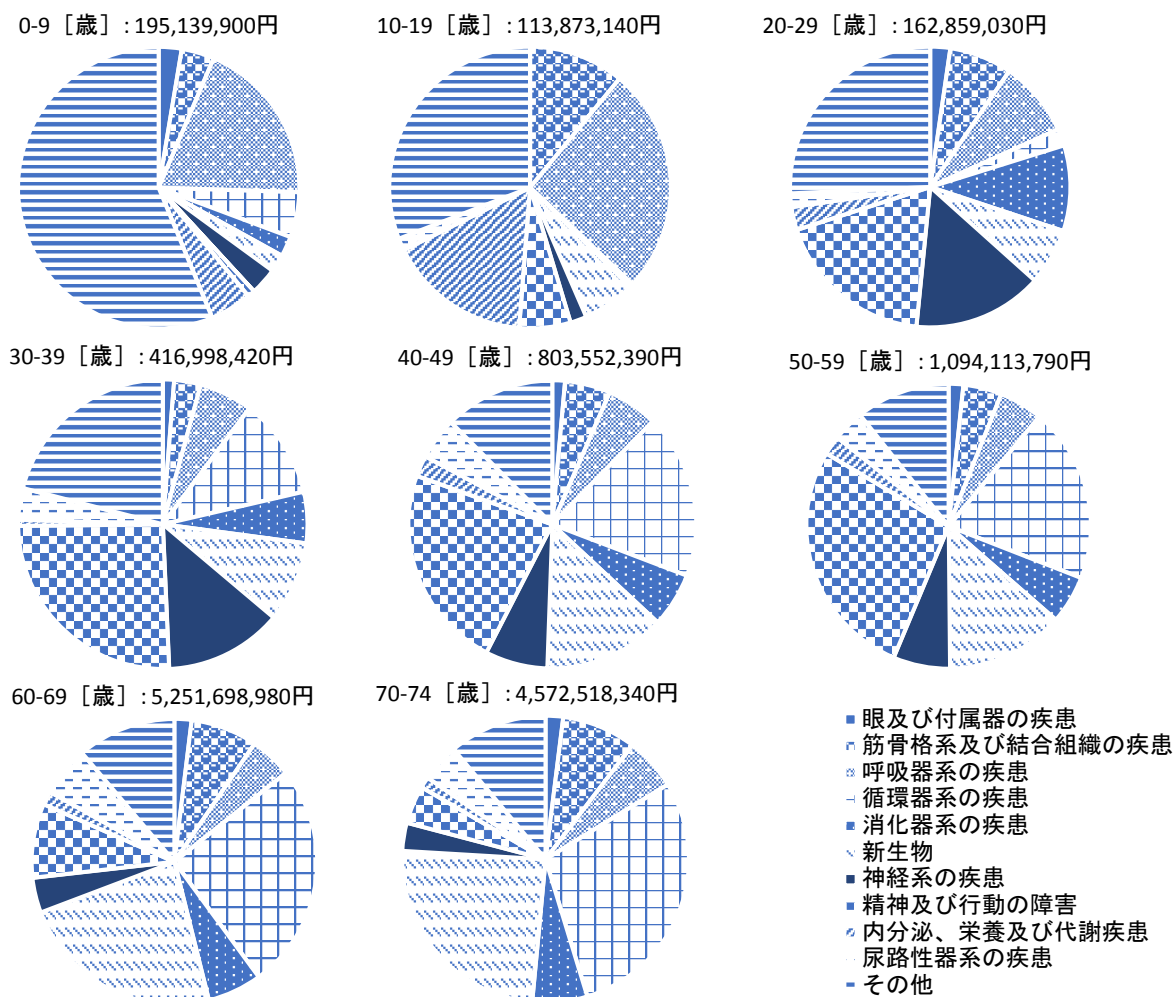 0-9［歳］: 195,139,900円
10-19［歳］: 113,873,140円
20-29［歳］: 162,859,030円
30-39［歳］: 416,998,420円
40-49［歳］: 803,552,390円
50-59［歳］: 1,094,113,790円
60-69［歳］: 5,251,698,980円
70-74［歳］: 4,572,518,340円
眼及び付属器の疾患
筋骨格系及び結合組織の疾患
呼吸器系の疾患
循環器系の疾患
消化器系の疾患
新生物
神経系の疾患
精神及び行動の障害
内分泌、栄養及び代謝疾患
尿路性器系の疾患
その他